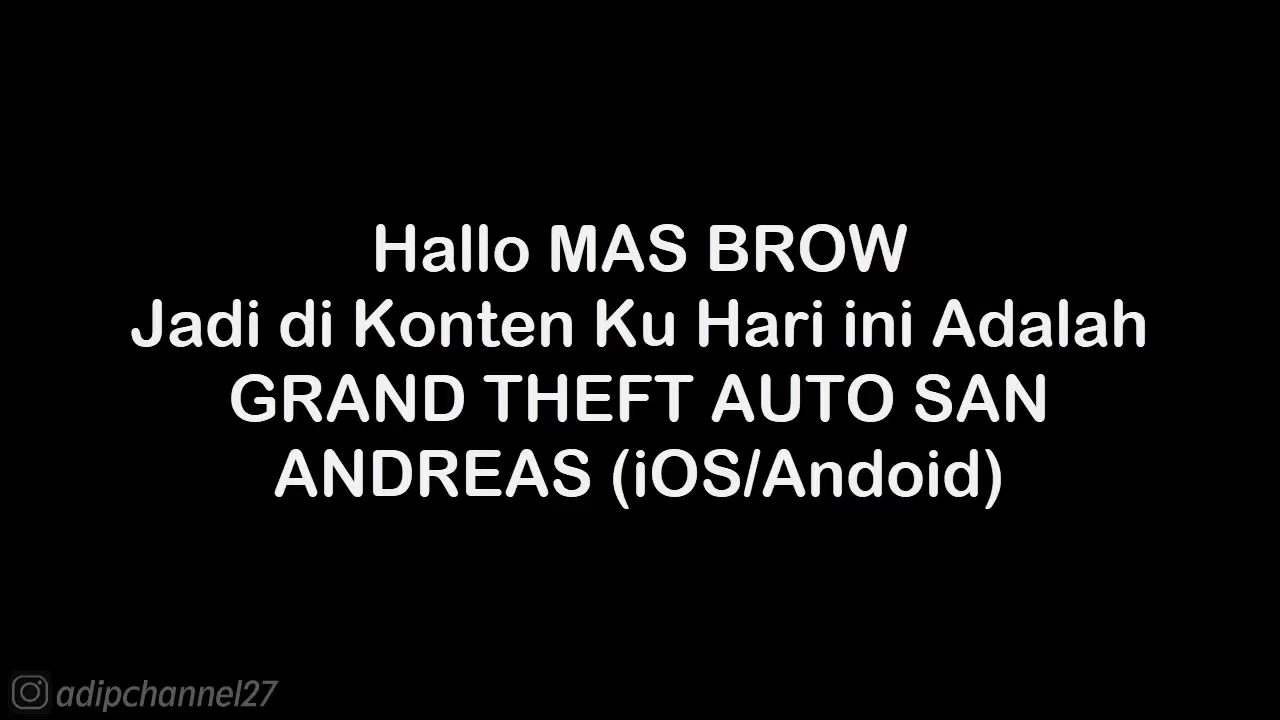 Hallo MAS BROW
Jadi di Konten Ku Hari ini Adalah
GRAND THEFT AUTO SAN
ANDREAS (iOS/Andoid)
adipchannel27